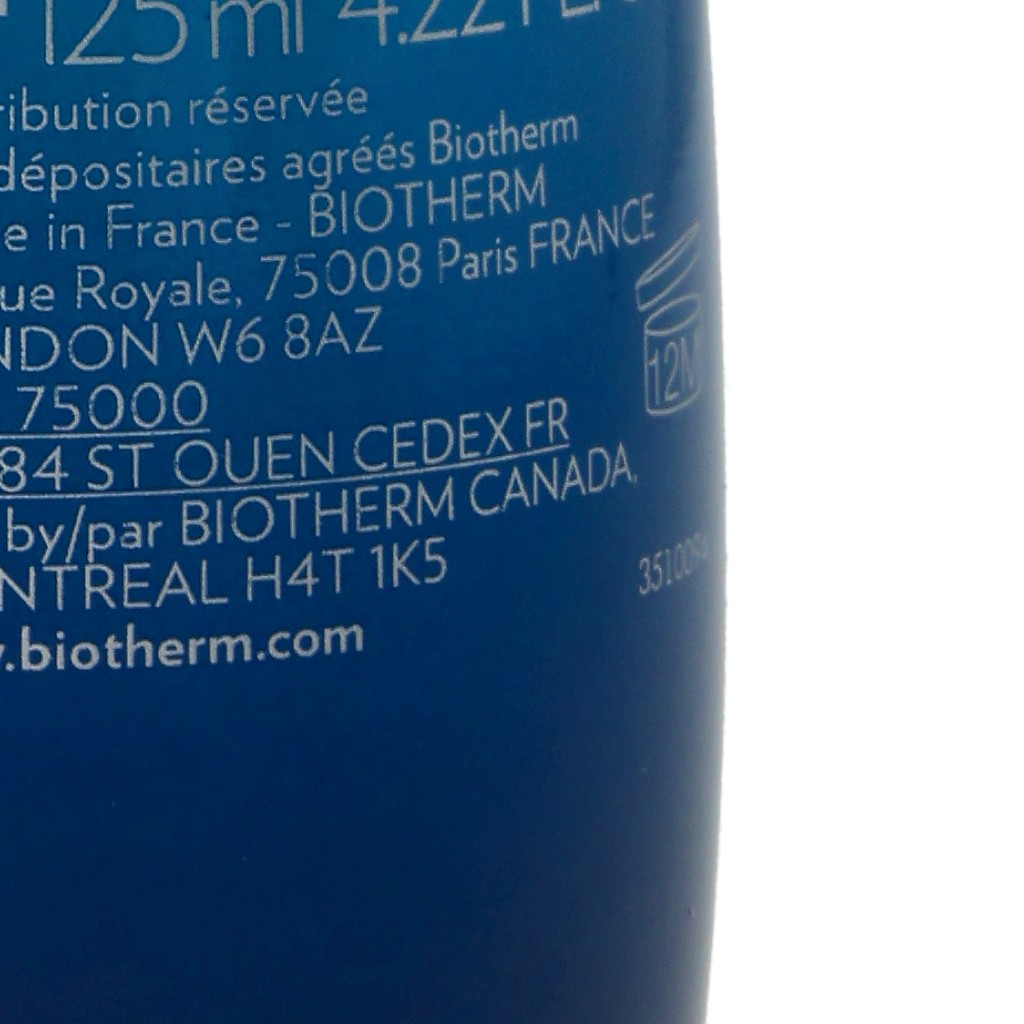 125 ml 4.22 FL
ribution réservée
dépositaires agréés Biotherm
e in France - BIOTHERM
ue Royale, 75008 Paris FRANCE
NDON W6 8AZ
12M
75000
84 ST OUEN CEDEX FR
by/par BIOTHERM CANADA,
NTREAL H4T 1K5
.biotherm.com